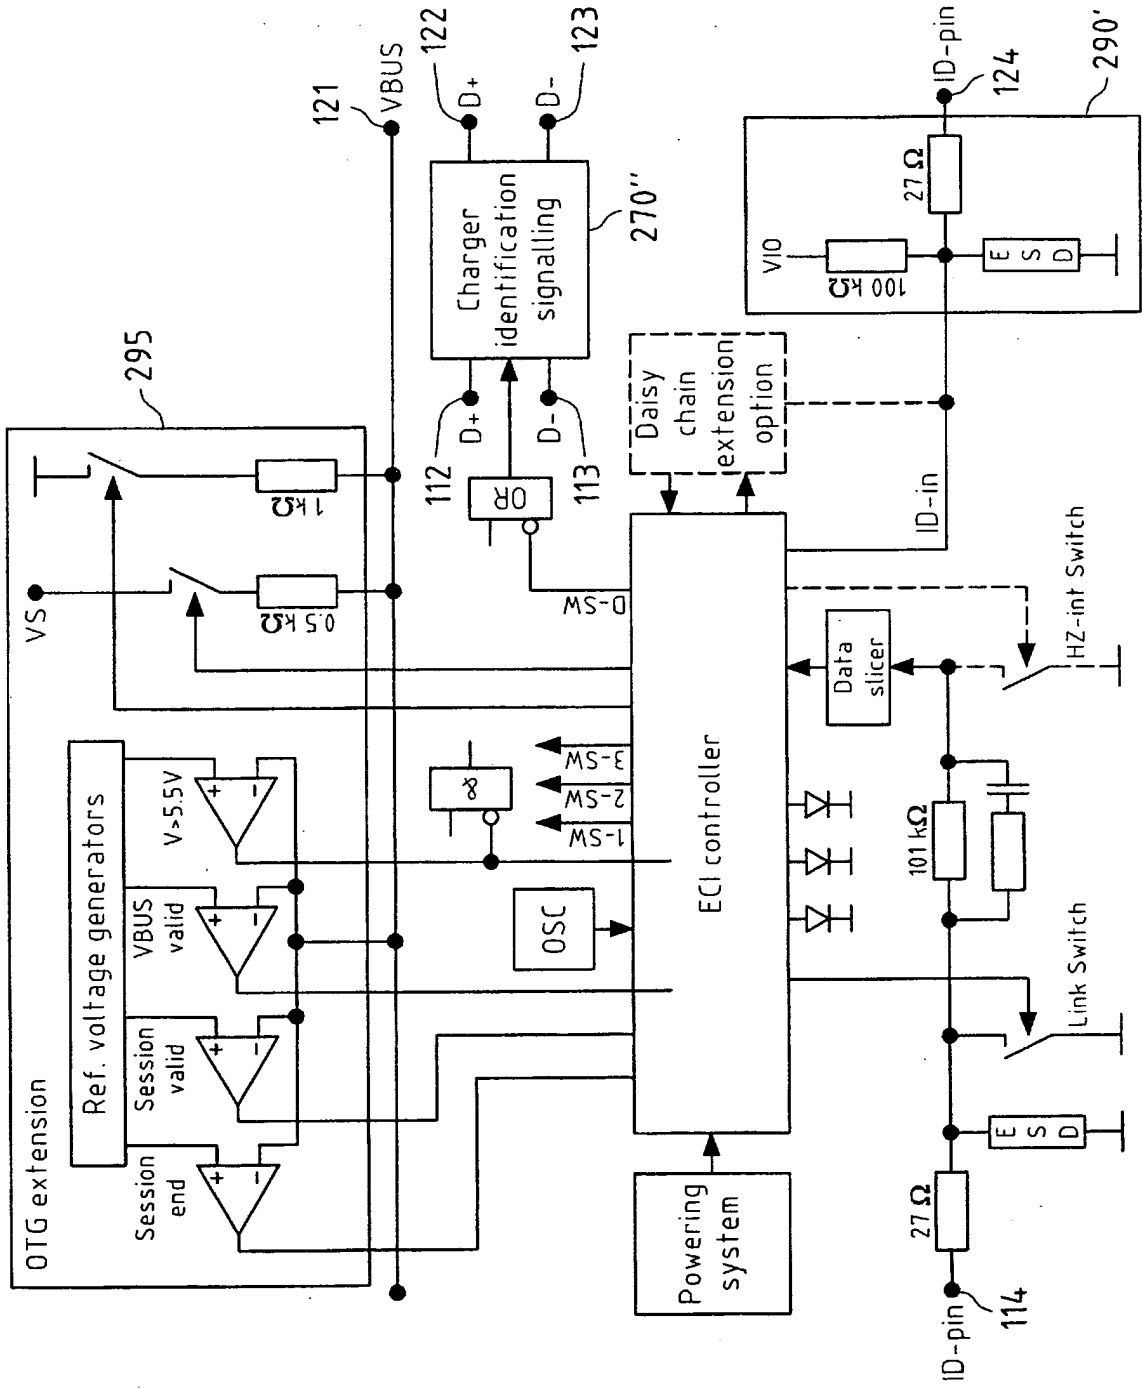 OTG extension
295
Ref. voltage generators
Session
end
Session
valid
VBUS
valid
V>5.5V
+
-
+
-
+
-
+
-
VS
0.5 kΩ
1 kΩ
121
VBUS
OSC
&
1-SW
2-SW
3-SW
D-SW
OR
112
D+
D-
113
Charger
identification
signalling
270''
D+
122
D-
123
Powering
system
ECI controller
Daisy
chain
extension
option
ID-in
290'
VIO
100 kΩ
27 Ω
ESD
ID-pin
124
ID-pin
114
27 Ω
ESD
Link Switch
101 kΩ
Data
slicer
HZ-int Switch